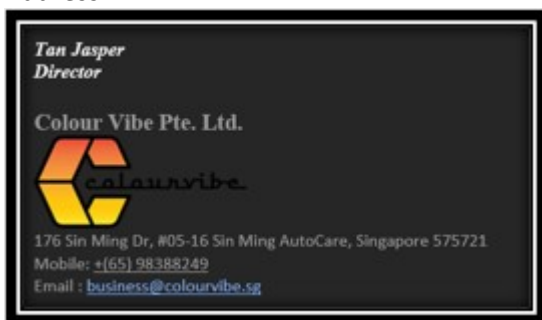 Tan Jasper
Director
Colour Vibe Pte. Ltd.
colourvibe
176 Sin Ming Dr, #05-16 Sin Ming AutoCare, Singapore 575721
Mobile: +(65) 98388249
Email : business@colourvibe.sg